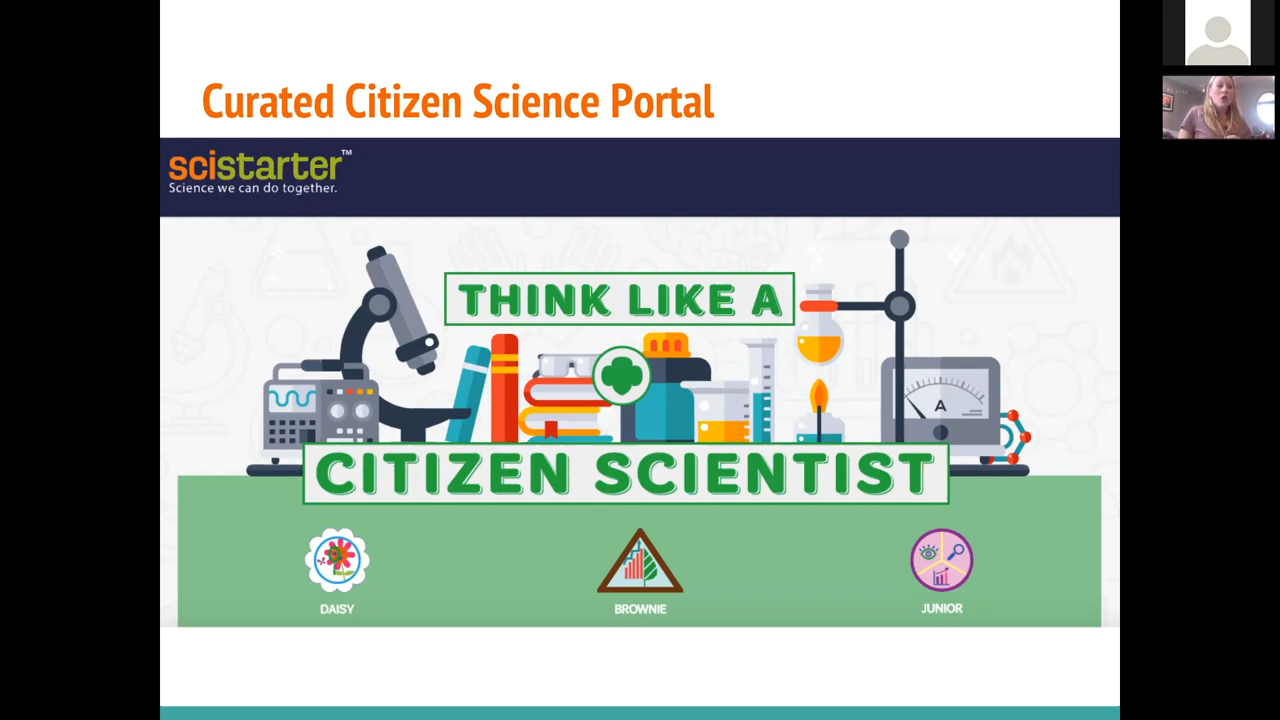 Curated Citizen Science Portal
scistarter™
Science we can do together.
THINK LIKE A
A
CITIZEN SCIENTIST
DAISY
BROWNIE
JUNIOR